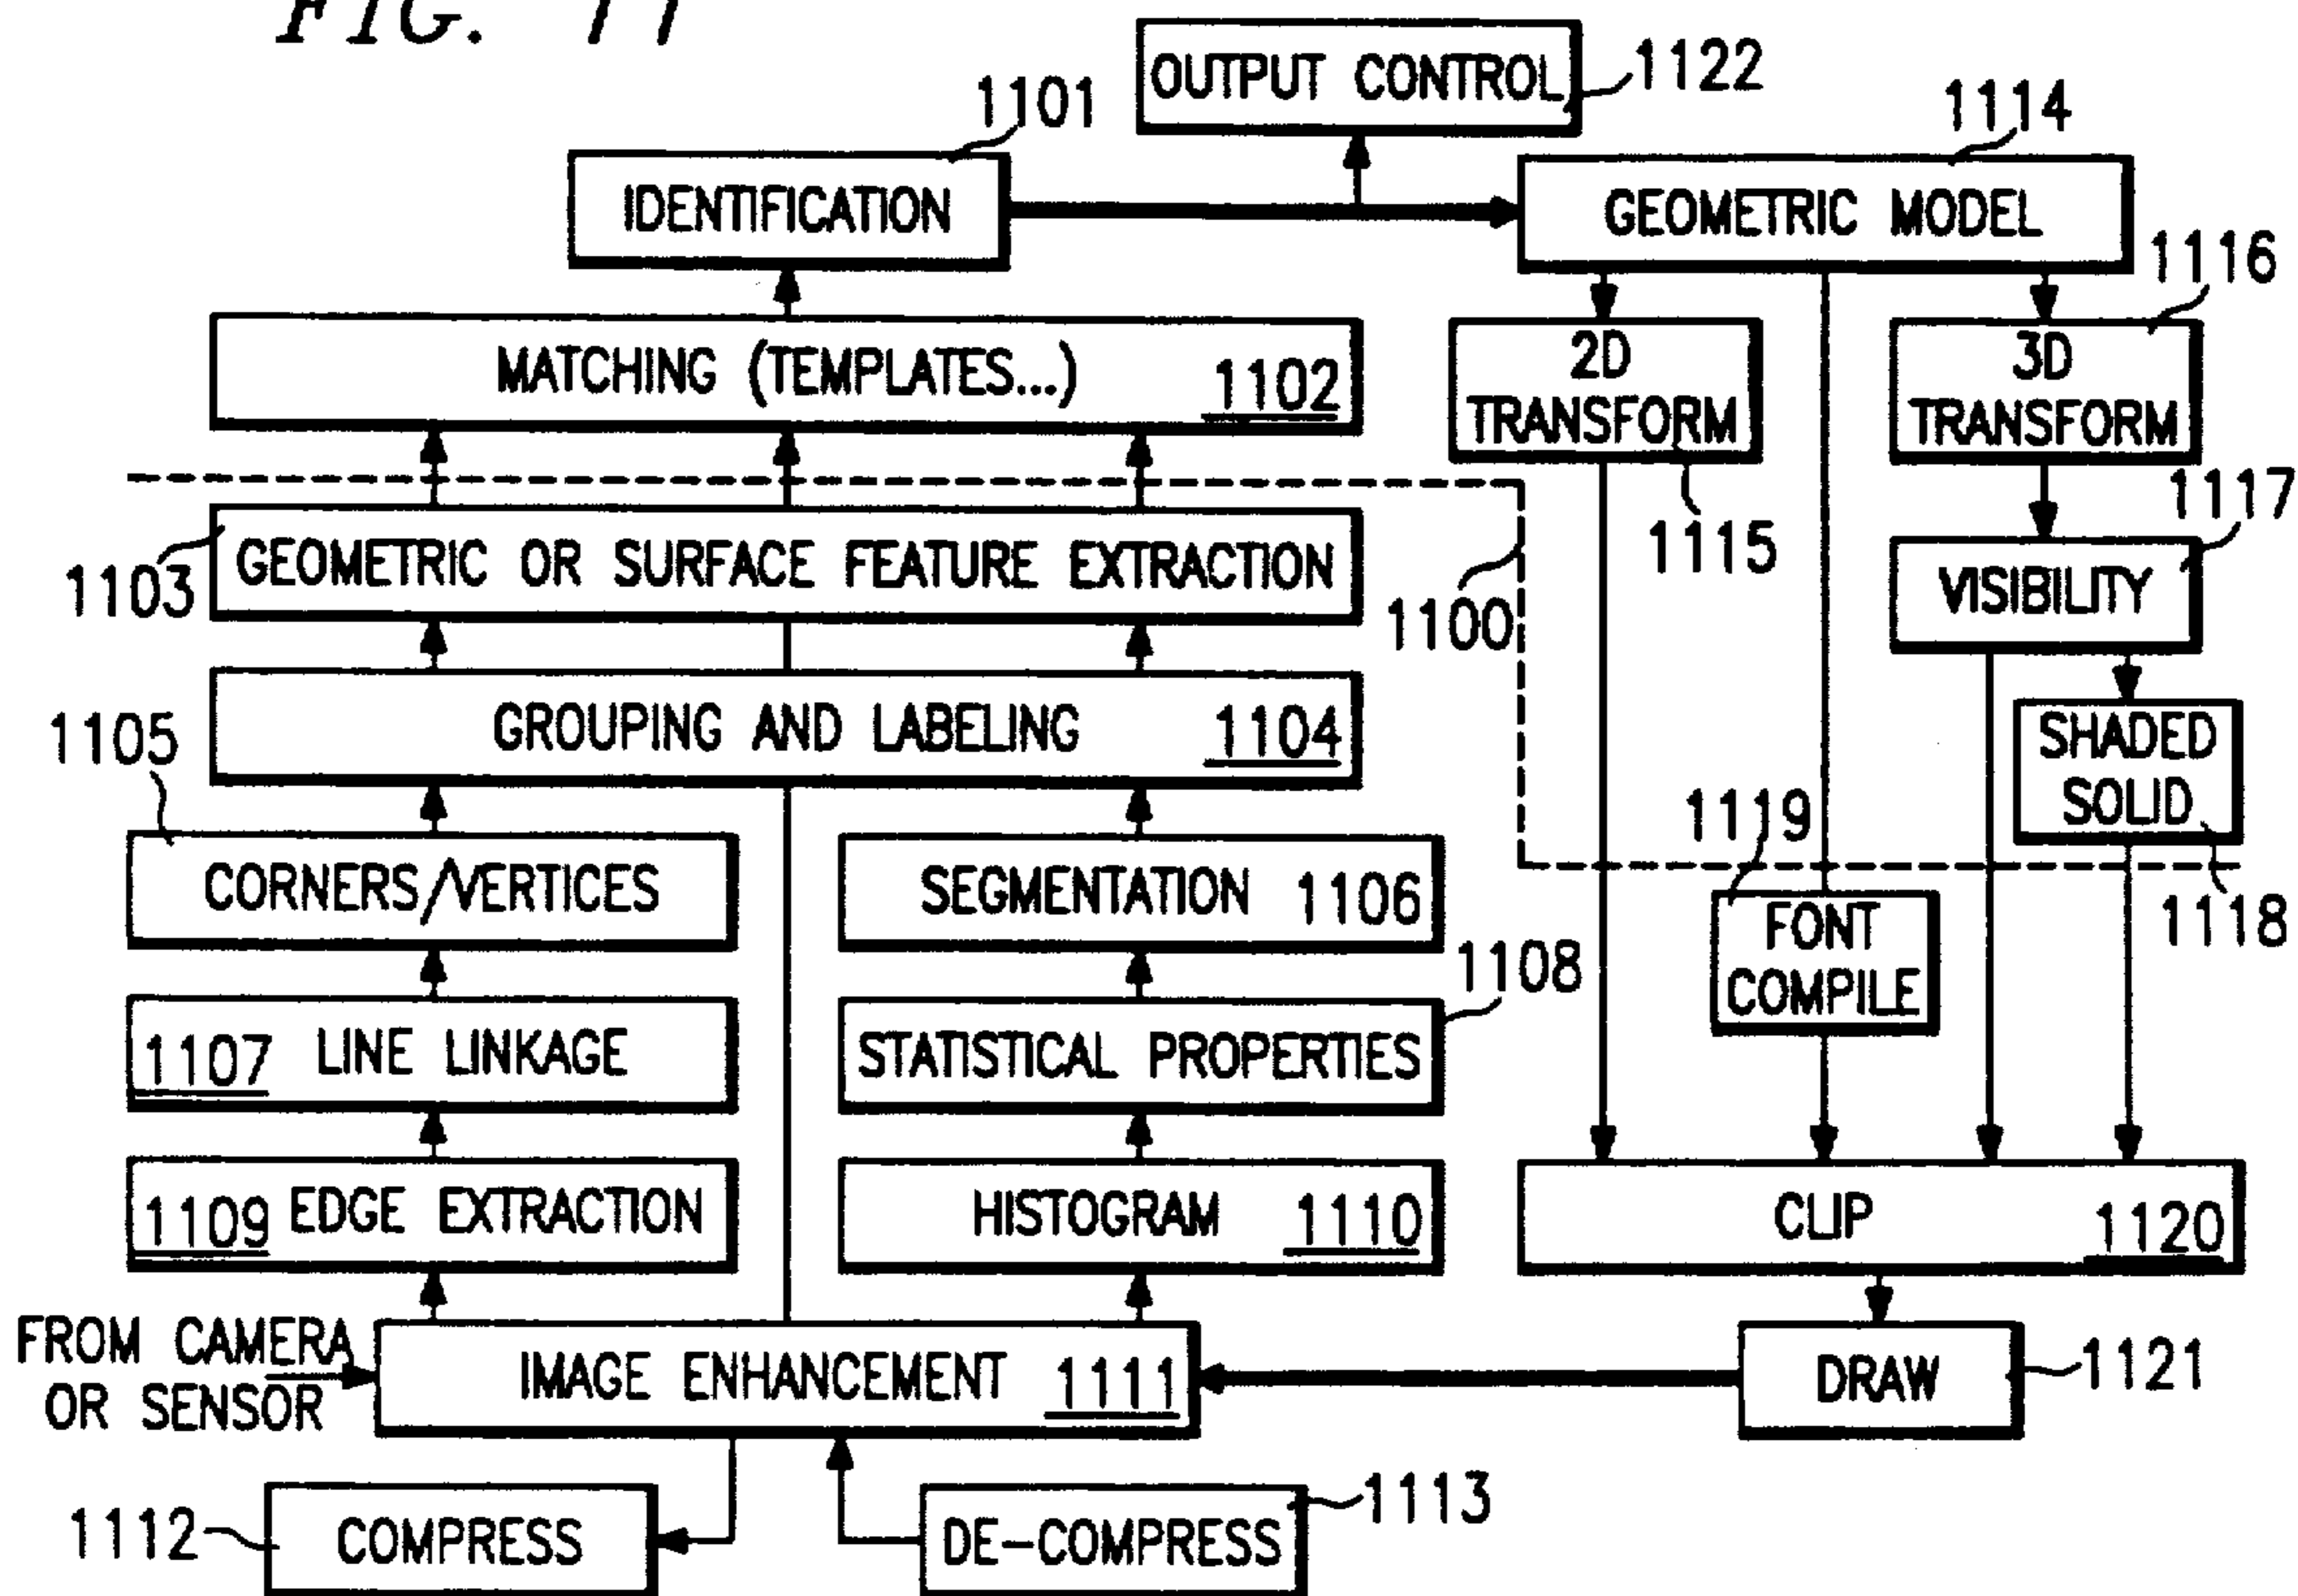 FIG. 11
OUTPUT CONTROL
1122
1101
1114
IDENTIFICATION
GEOMETRIC MODEL
1116
MATCHING (TEMPLATES...) 1102
2D
TRANSFORM
3D
TRANSFORM
1115
1117
1103
GEOMETRIC OR SURFACE FEATURE EXTRACTION
1100
VISIBILITY
GROUPING AND LABELING 1104
SHADED
SOLID
1118
1105
CORNERS/VERTICES
SEGMENTATION 1106
1119
FONT
COMPILE
1107 LINE LINKAGE
STATISTICAL PROPERTIES
1108
1109 EDGE EXTRACTION
HISTOGRAM 1110
CLIP 1120
FROM CAMERA
OR SENSOR
IMAGE ENHANCEMENT 1111
DRAW
1121
1112
COMPRESS
DE-COMPRESS
1113